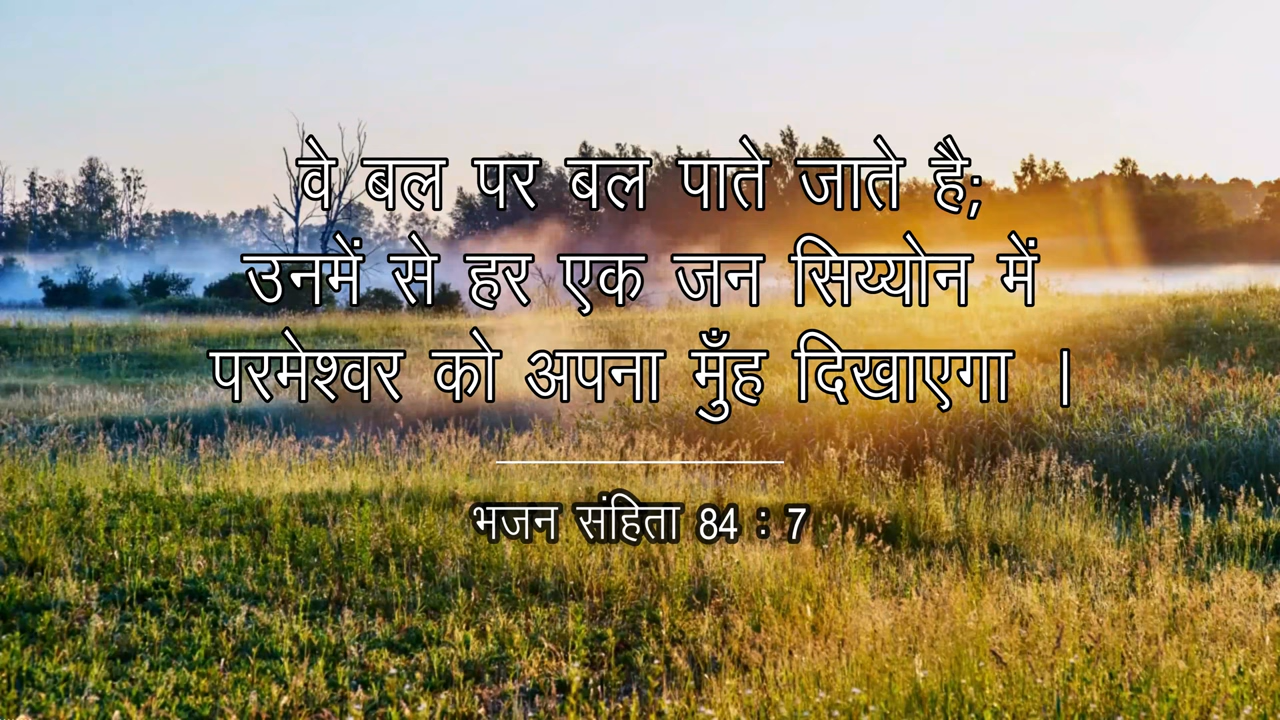 वे बल पर बल पाते जाते है;
उनमें से हर एक जन सिय्योन में
परमेश्वर को अपना मुँह दिखाएगा ।
भजन संहिता 84 : 7